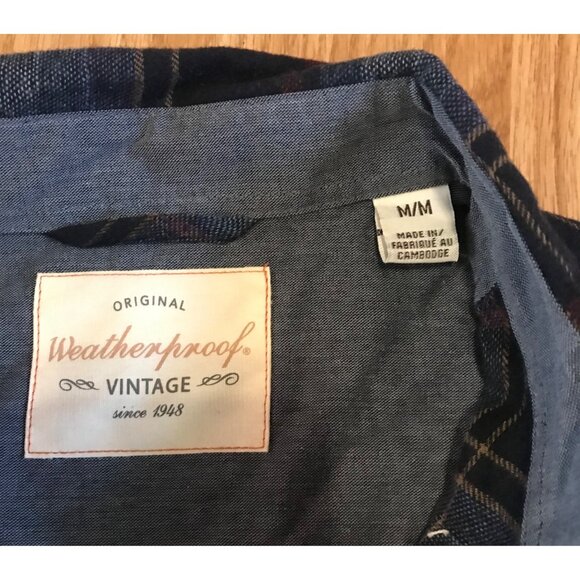 M/M
MADE IN/
FABRIQUÉ AU
CAMBODGE
ORIGINAL
Weatherproof®
VINTAGE
since 1948